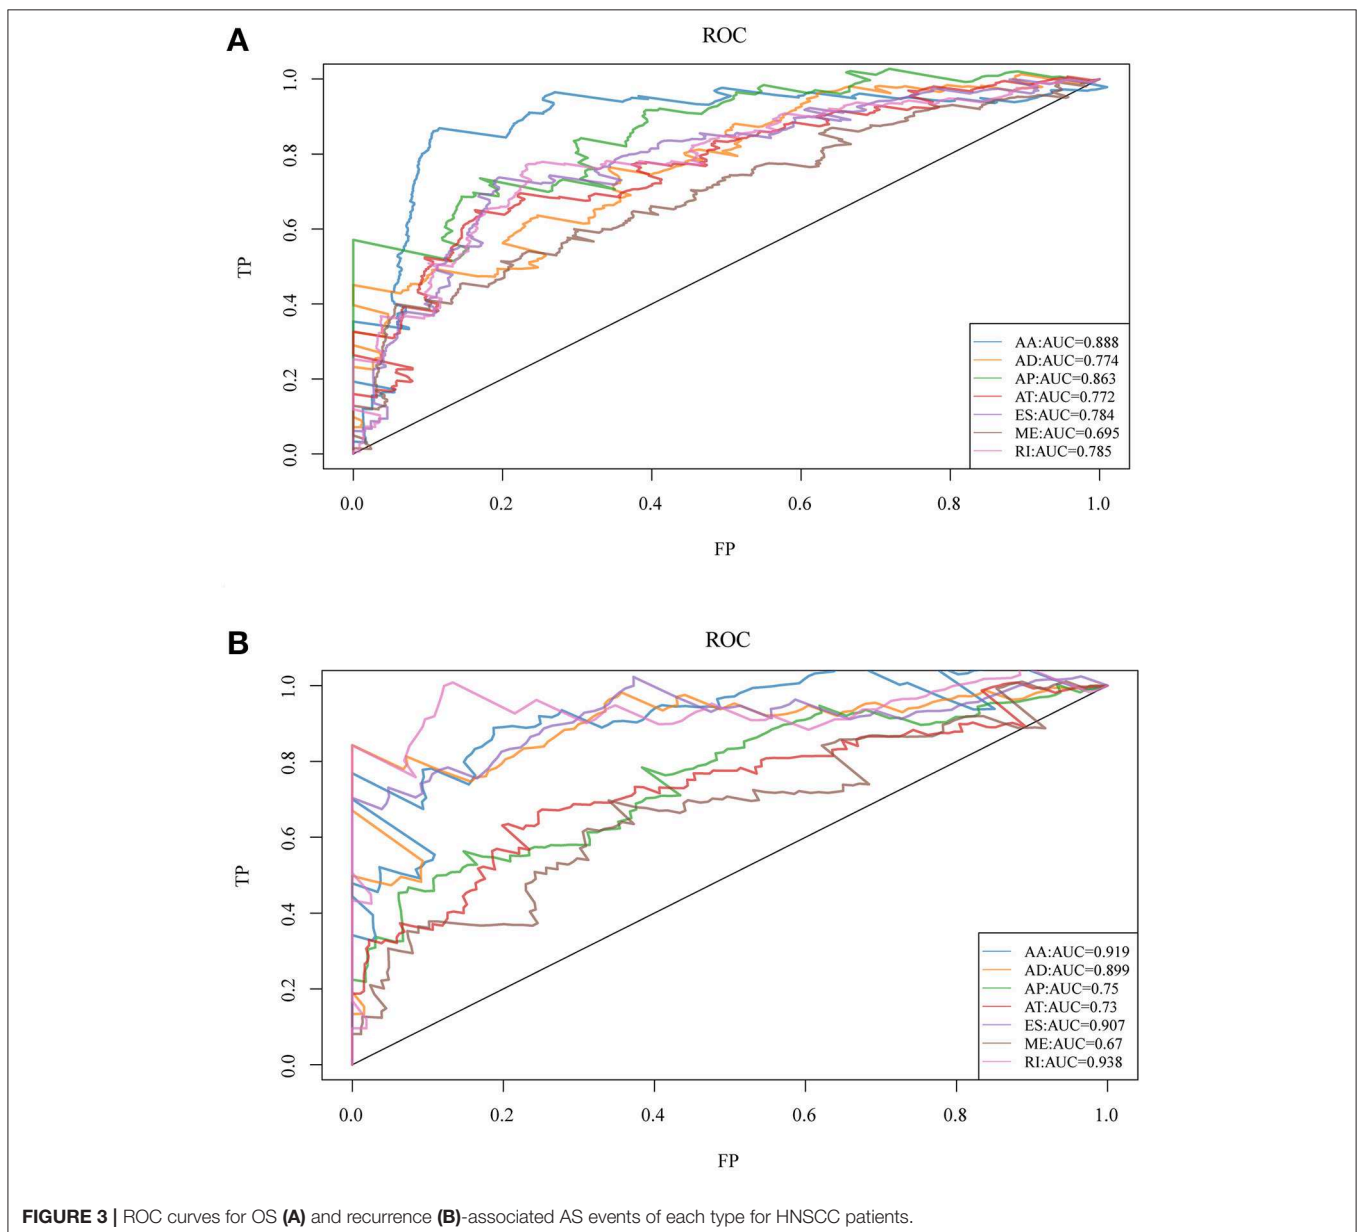 A
ROC
1.0
0.8
0.6
0.4
0.2
0.0
TP
0.0 0.2 0.4 0.6 0.8 1.0
FP
AA:AUC=0.888
AD:AUC=0.774
AP:AUC=0.863
AT:AUC=0.772
ES:AUC=0.784
ME:AUC=0.695
RI:AUC=0.785
B
ROC
1.0
0.8
0.6
0.4
0.2
0.0
TP
0.0 0.2 0.4 0.6 0.8 1.0
FP
AA:AUC=0.919
AD:AUC=0.899
AP:AUC=0.75
AT:AUC=0.73
ES:AUC=0.907
ME:AUC=0.67
RI:AUC=0.938
FIGURE 3 | ROC curves for OS (A) and recurrence (B)-associated AS events of each type for HNSCC patients.